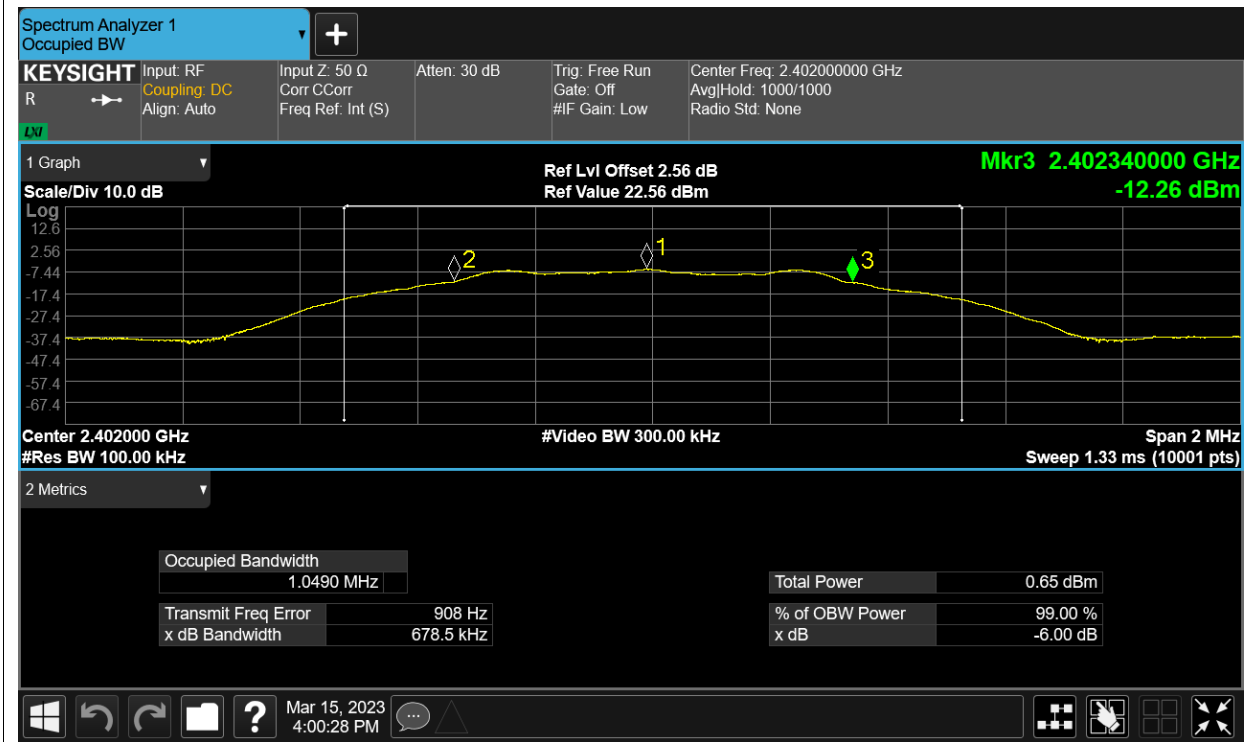 Spectrum Analyzer 1
Occupied BW
▼
+
KEYSIGHT
R
LXI
Input: RF
Coupling: DC
Align: Auto
Input Z: 50 Ω
Corr CCorr
Freq Ref: Int (S)
Atten: 30 dB
Trig: Free Run
Gate: Off
#IF Gain: Low
Center Freq: 2.402000000 GHz
Avg|Hold: 1000/1000
Radio Std: None
1 Graph ▼
Scale/Div 10.0 dB
Ref Lvl Offset 2.56 dB
Ref Value 22.56 dBm
Mkr3 2.402340000 GHz
-12.26 dBm
Log
12.6
2.56
-7.44
-17.4
-27.4
-37.4
-47.4
-57.4
-67.4
2
1
3
Center 2.402000 GHz
#Res BW 100.00 kHz
#Video BW 300.00 kHz
Span 2 MHz
Sweep 1.33 ms (10001 pts)
2 Metrics ▼
Occupied Bandwidth
1.0490 MHz
Transmit Freq Error 908 Hz
x dB Bandwidth 678.5 kHz
Total Power 0.65 dBm
% of OBW Power 99.00 %
x dB -6.00 dB
?
Mar 15, 2023
4:00:28 PM